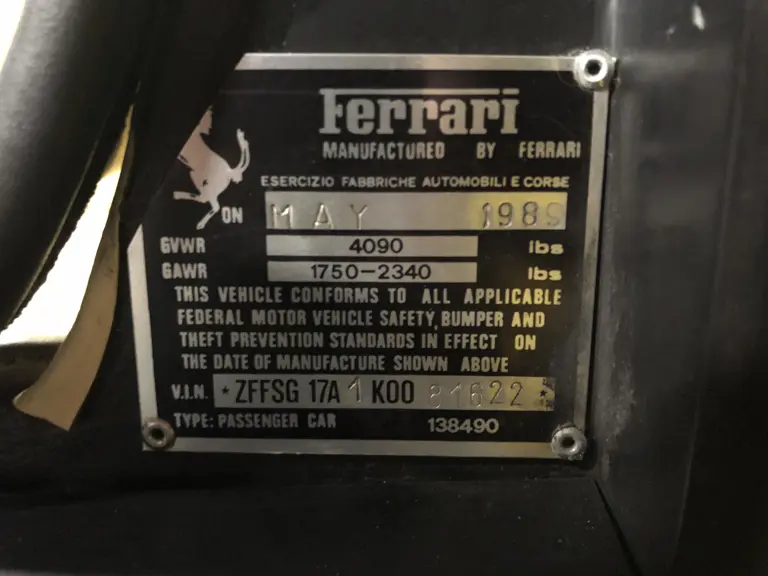 Ferrari
MANUFACTURED BY FERRARI
ESERCIZIO FABBRICHE AUTOMOBILI E CORSE
ON MAY 1989
GVWR 4090 lbs
GAWR 1750-2340 lbs
THIS VEHICLE CONFORMS TO ALL APPLICABLE
FEDERAL MOTOR VEHICLE SAFETY, BUMPER AND
THEFT PREVENTION STANDARDS IN EFFECT ON
THE DATE OF MANUFACTURE SHOWN ABOVE
V.I.N. *ZFFSG 17A 1 K00 81622 *
TYPE: PASSENGER CAR 138490